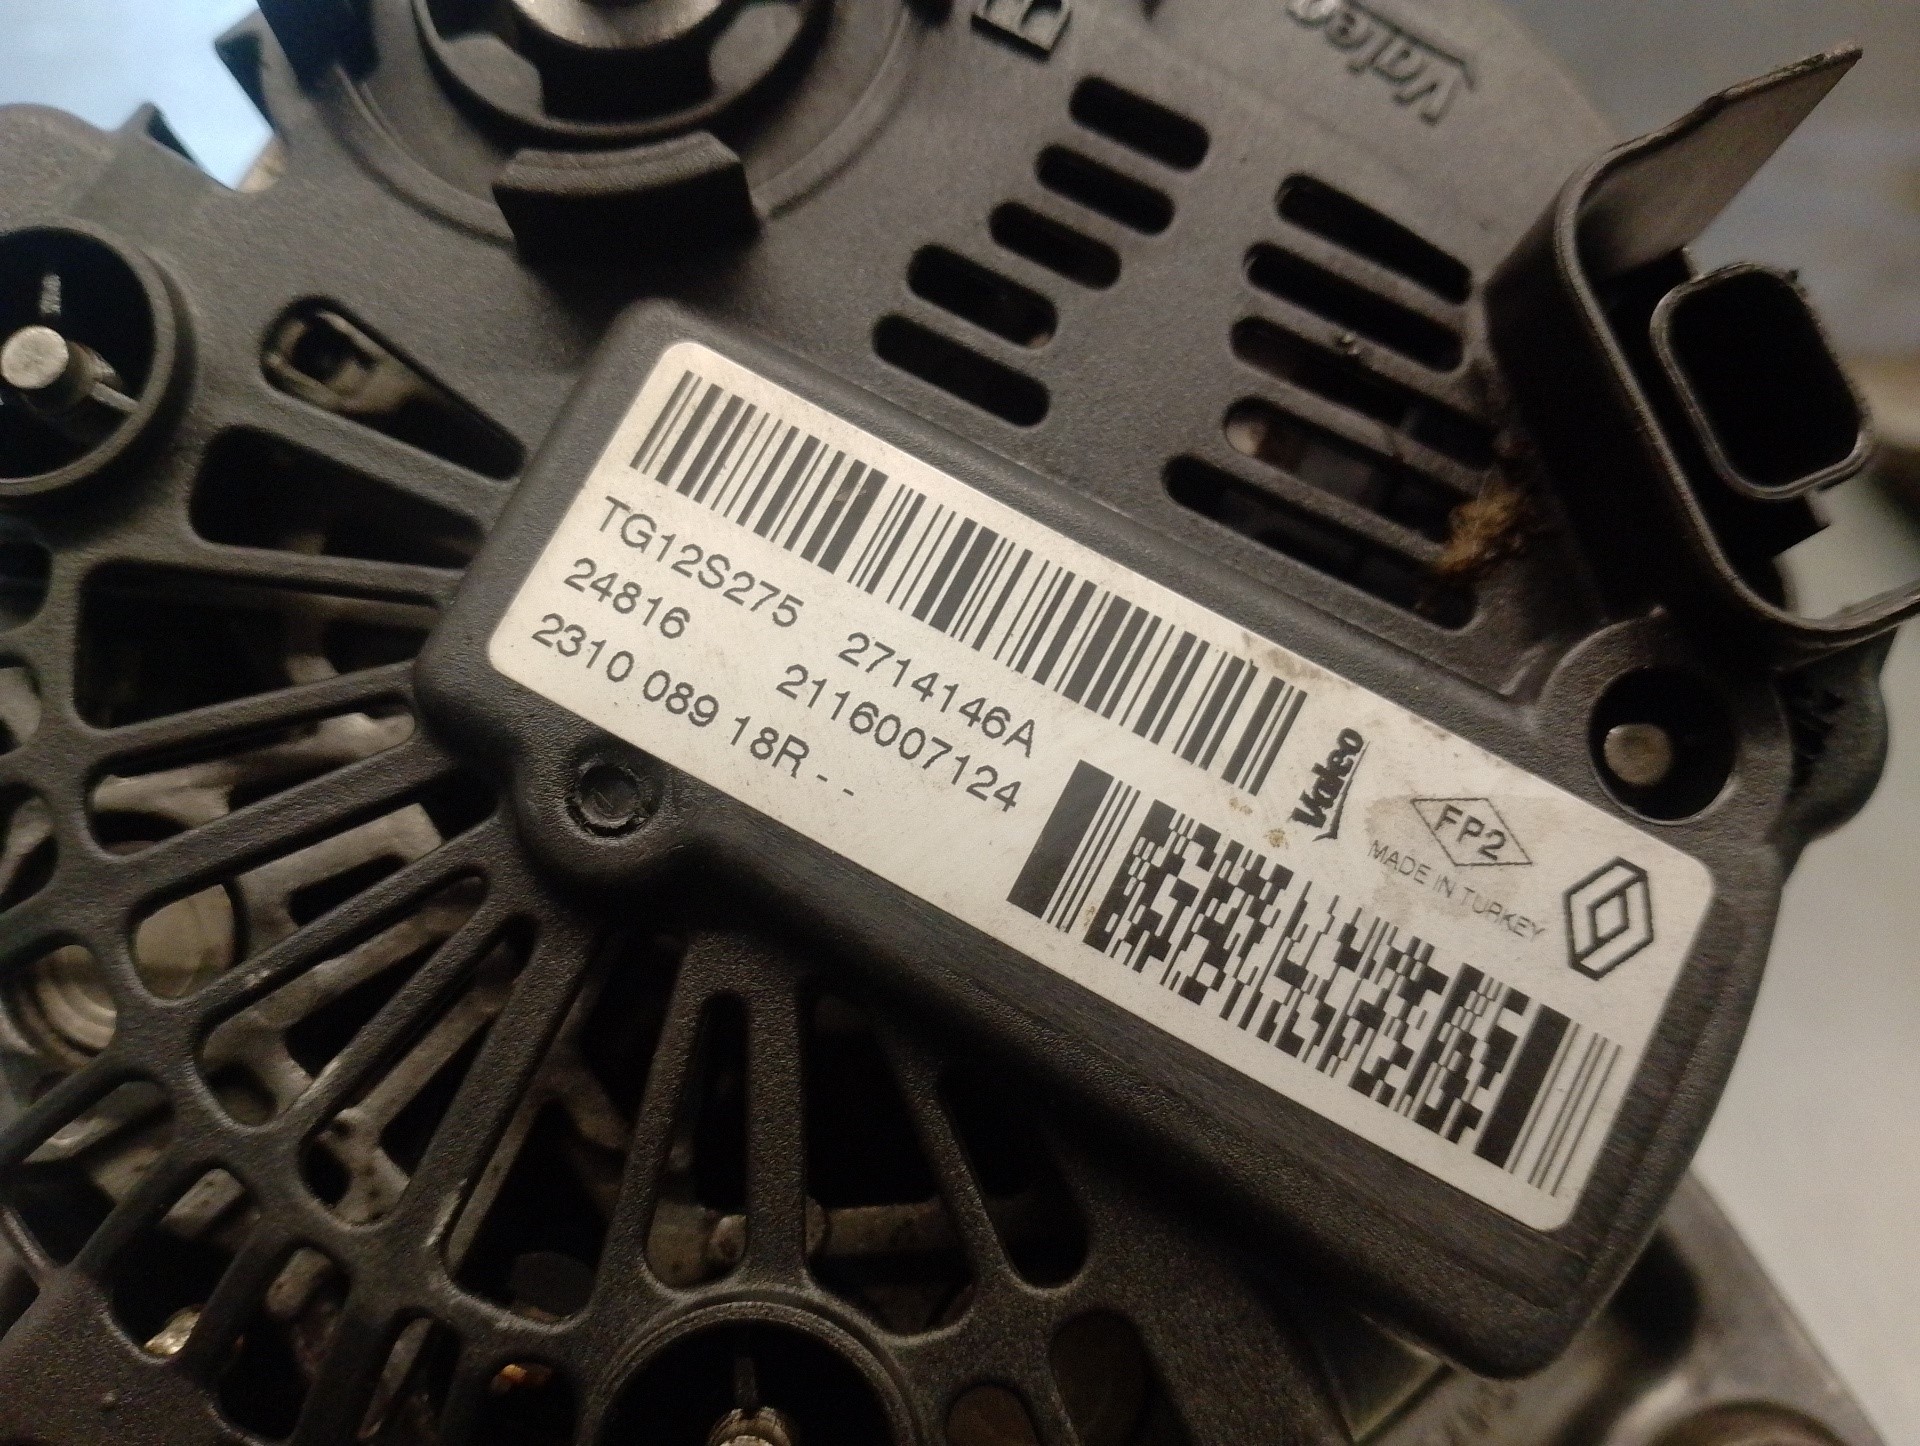 B
Valeo
TG12S275 2714146A
24816 2116007124
2310 089 18R - -
Valeo
FP2
MADE IN TURKEY